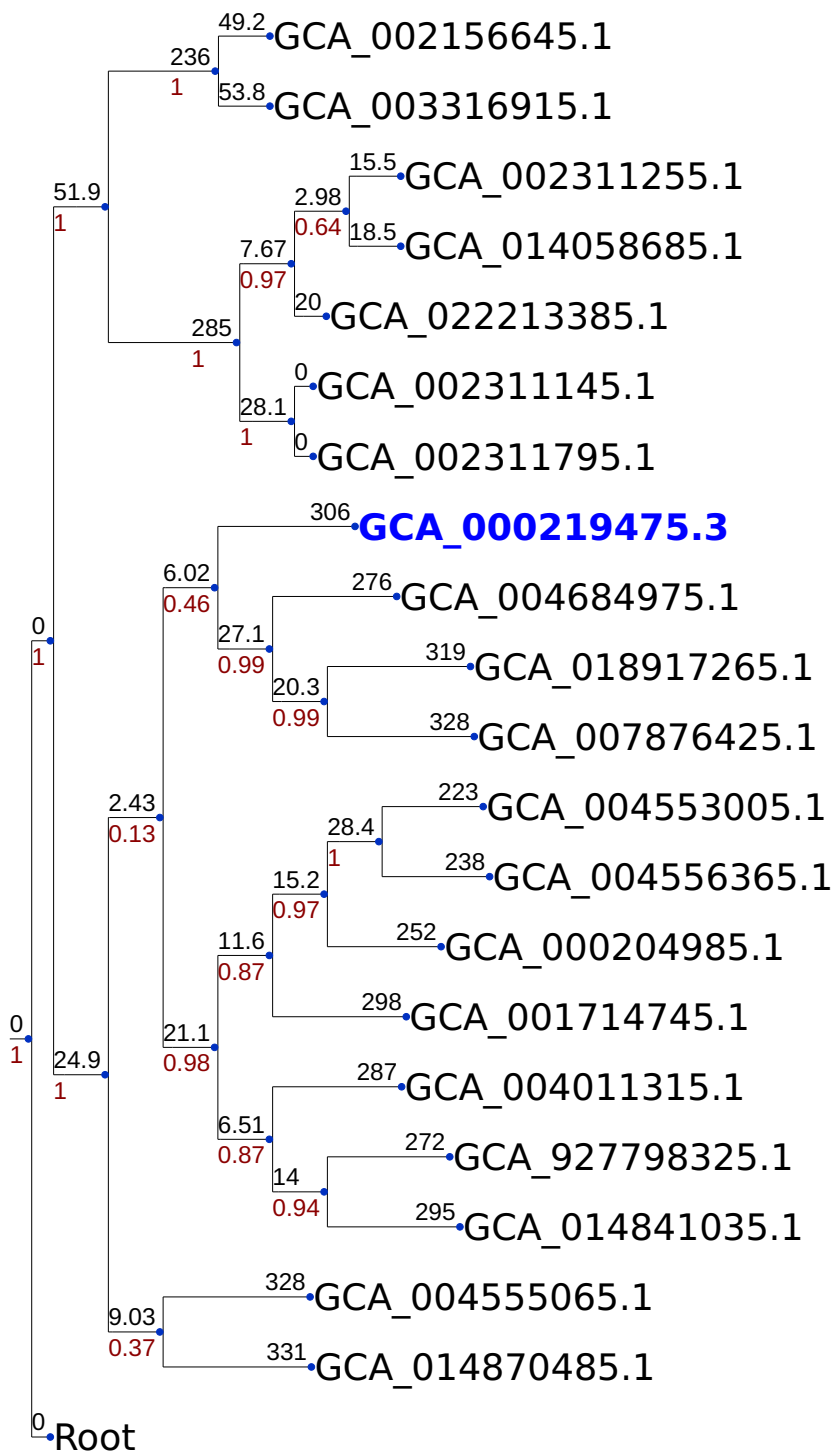 49.2
GCA_002156645.1
236
1
53.8
GCA_003316915.1
15.5
GCA_002311255.1
51.9
1
2.98
0.64
18.5
GCA_014058685.1
7.67
0.97
20
GCA_022213385.1
285
1
0
GCA_002311145.1
28.1
1
0
GCA_002311795.1
306
GCA_000219475.3
6.02
0.46
276
GCA_004684975.1
0
1
27.1
0.99
319
GCA_018917265.1
20.3
0.99
328
GCA_007876425.1
2.43
0.13
223
GCA_004553005.1
28.4
1
238
GCA_004556365.1
15.2
0.97
252
GCA_000204985.1
11.6
0.87
298
GCA_001714745.1
0
1
21.1
0.98
24.9
1
287
GCA_004011315.1
6.51
0.87
272
GCA_927798325.1
14
0.94
295
GCA_014841035.1
328
GCA_004555065.1
9.03
0.37
331
GCA_014870485.1
0
Root